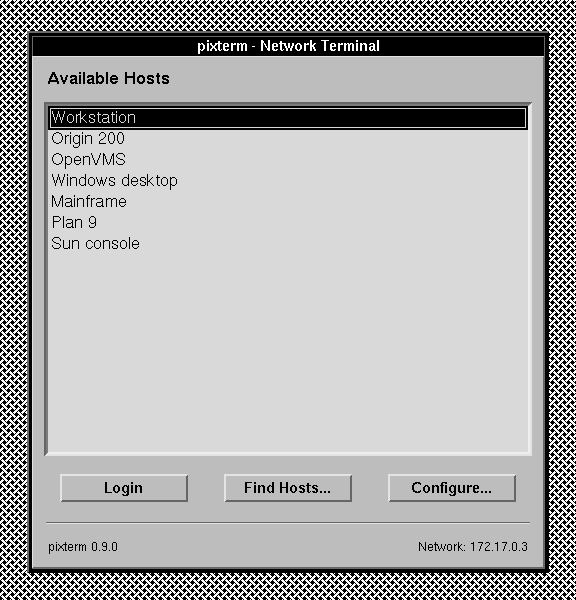 pixterm - Network Terminal
Available Hosts
Workstation
Origin 200
OpenVMS
Windows desktop
Mainframe
Plan 9
Sun console
Login
Find Hosts...
Configure...
pixterm 0.9.0
Network: 172.17.0.3